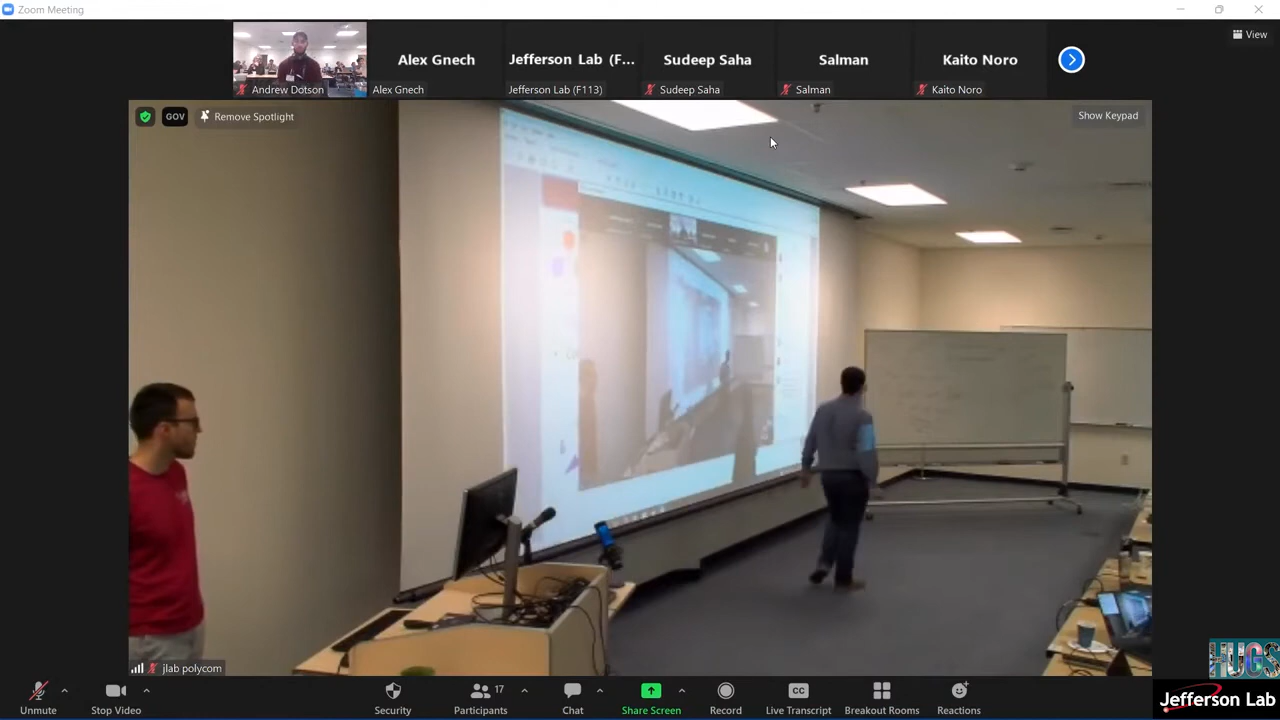 Zoom Meeting
View
Alex Gnech
Jefferson Lab (F...
Sudeep Saha
Salman
Kaito Noro
Andrew Dotson
Alex Gnech
Jefferson Lab (F113)
Sudeep Saha
Salman
Kaito Noro
GOV
Remove Spotlight
Show Keypad
jlab polycom
HUGS
Jefferson Lab
Unmute
Stop Video
Security
17
Participants
Chat
Share Screen
Record
CC
Live Transcript
Breakout Rooms
Reactions